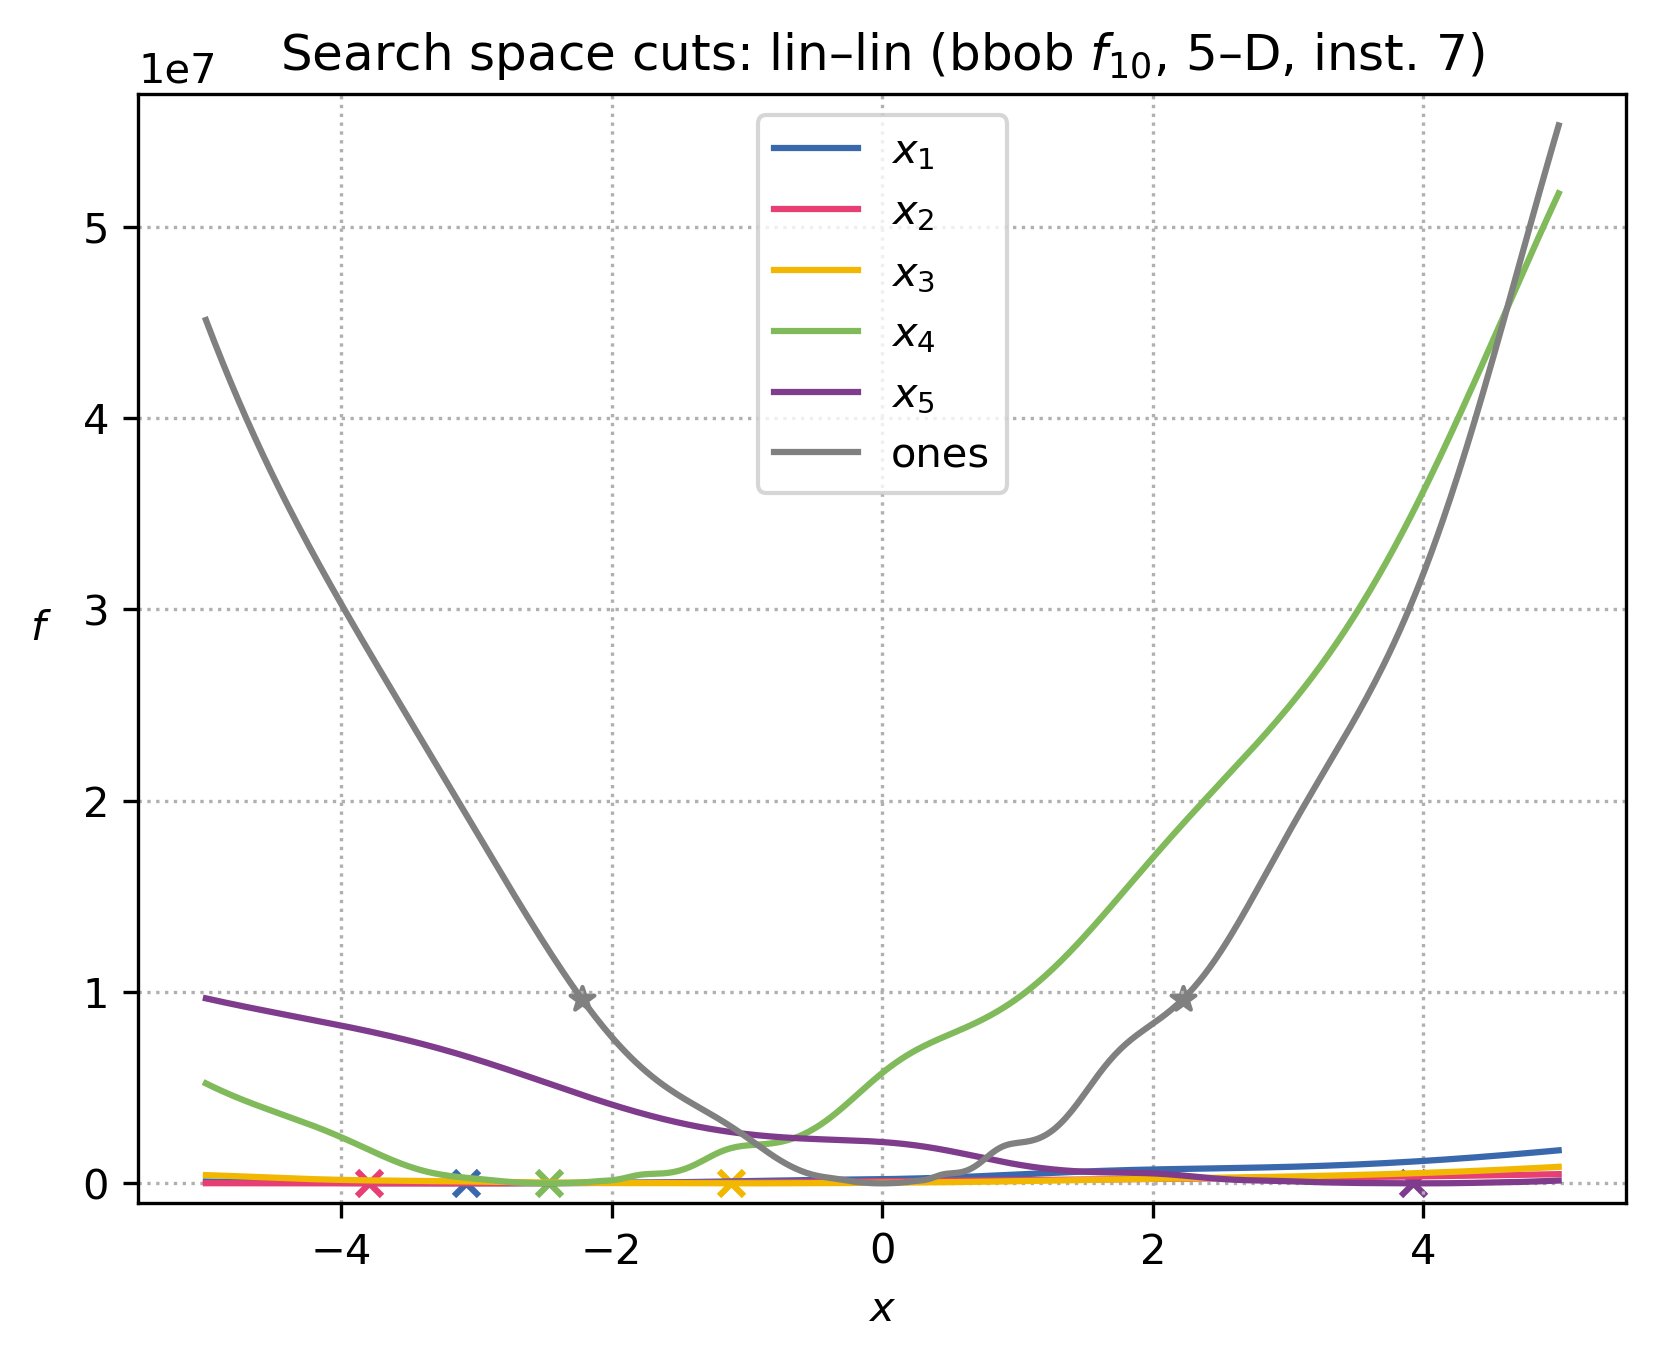 Search space cuts: lin–lin (bbob f₁₀, 5–D, inst. 7)
1e7
x₁
x₂
x₃
x₄
x₅
ones
5
4
3
2
1
0
f
−4 −2 0 2 4
x